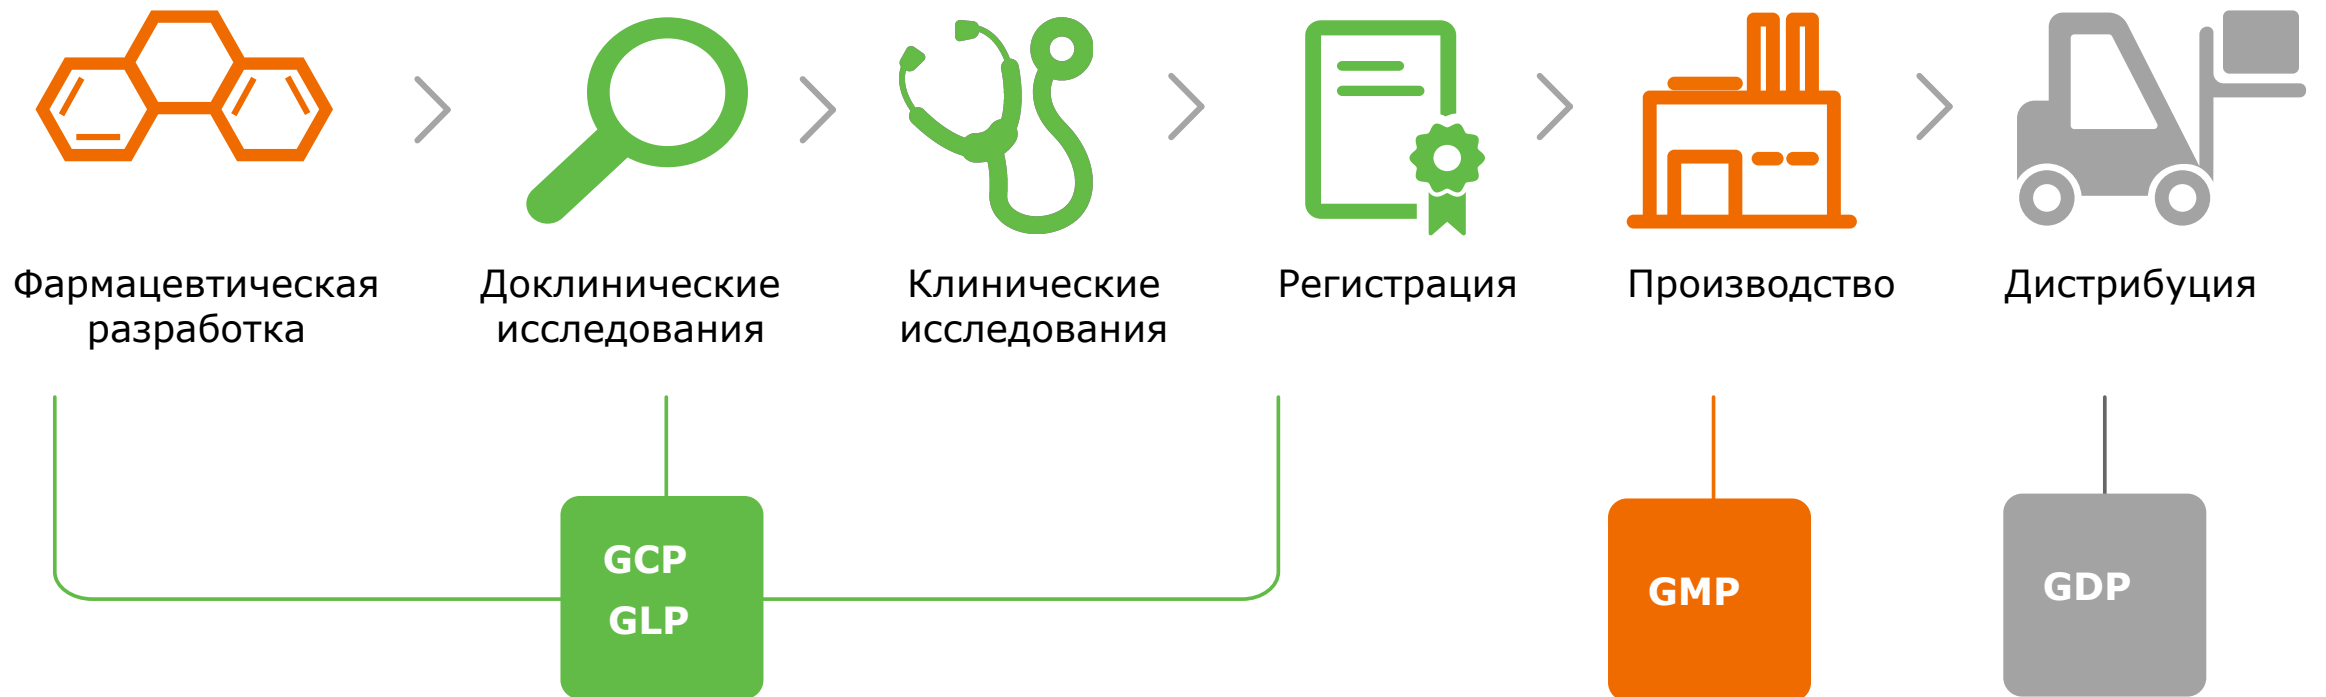 Фармацевтическая
разработка
Доклинические
исследования
Клинические
исследования
Регистрация
Производство
Дистрибуция
GCP
GLP
GMP
GDP